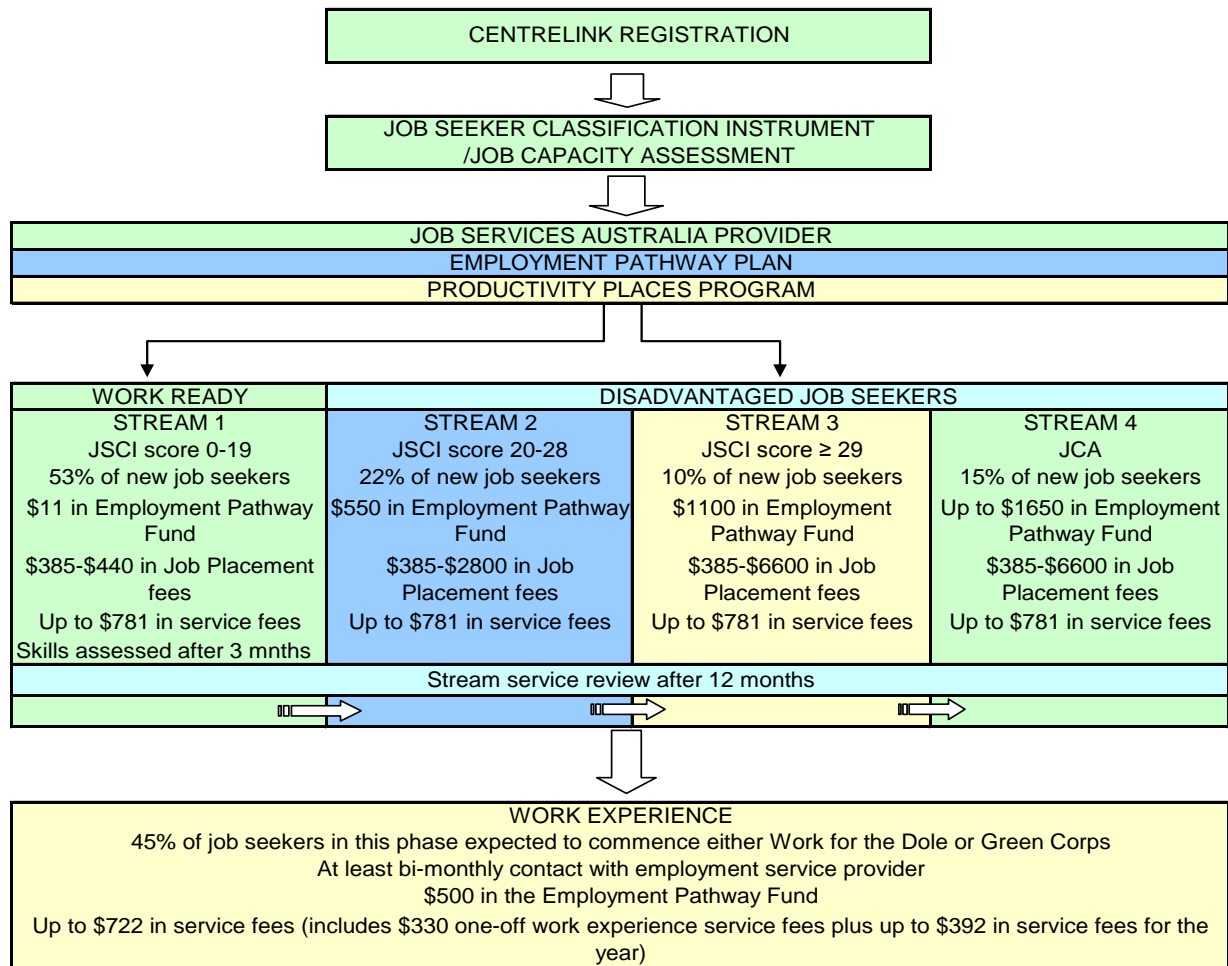 CENTRELINK REGISTRATION
JOB SEEKER CLASSIFICATION INSTRUMENT
/JOB CAPACITY ASSESSMENT
JOB SERVICES AUSTRALIA PROVIDER
EMPLOYMENT PATHWAY PLAN
PRODUCTIVITY PLACES PROGRAM
WORK READY
DISADVANTAGED JOB SEEKERS
STREAM 1
JSCI score 0-19
53% of new job seekers
$11 in Employment Pathway
Fund
$385-$440 in Job Placement
fees
Up to $781 in service fees
Skills assessed after 3 mnths
STREAM 2
JSCI score 20-28
22% of new job seekers
$550 in Employment Pathway
Fund
$385-$2800 in Job
Placement fees
Up to $781 in service fees
STREAM 3
JSCI score ≥ 29
10% of new job seekers
$1100 in Employment
Pathway Fund
$385-$6600 in Job
Placement fees
Up to $781 in service fees
STREAM 4
JCA
15% of new job seekers
Up to $1650 in Employment
Pathway Fund
$385-$6600 in Job
Placement fees
Up to $781 in service fees
Stream service review after 12 months
WORK EXPERIENCE
45% of job seekers in this phase expected to commence either Work for the Dole or Green Corps
At least bi-monthly contact with employment service provider
$500 in the Employment Pathway Fund
Up to $722 in service fees (includes $330 one-off work experience service fees plus up to $392 in service fees for the
year)